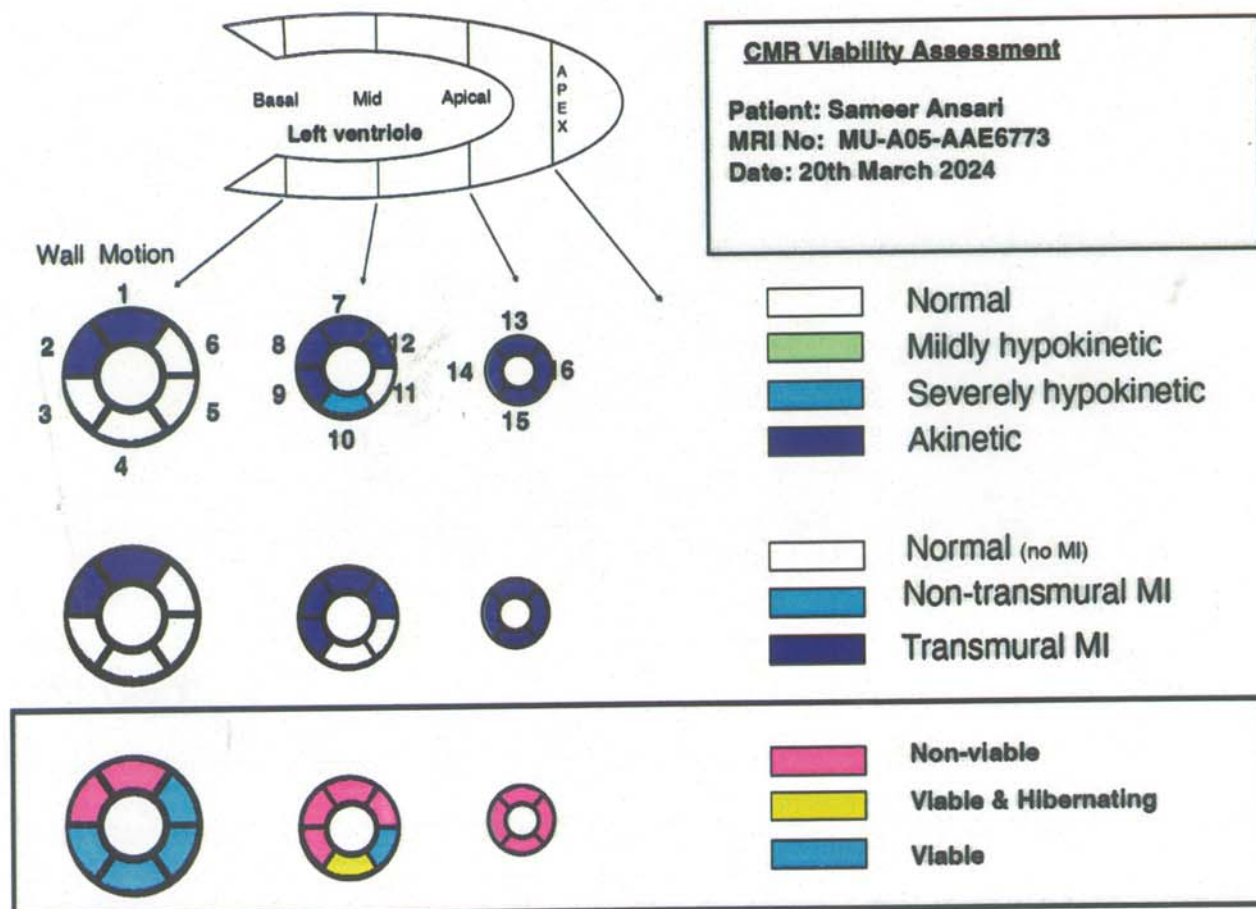 CMR Viability Assessment
Patient: Sameer Ansari
MRI No: MU-A05-AAE6773
Date: 20th March 2024
Basal Mid Apical
APEX
Left ventriole
Wall Motion
1
2
6
3
5
4
7
8
12
9
11
10
13
14
16
15
Normal
Mildly hypokinetic
Severely hypokinetic
Akinetic
Normal (no MI)
Non-transmural MI
Transmural MI
Non-viable
Viable & Hibernating
Viable